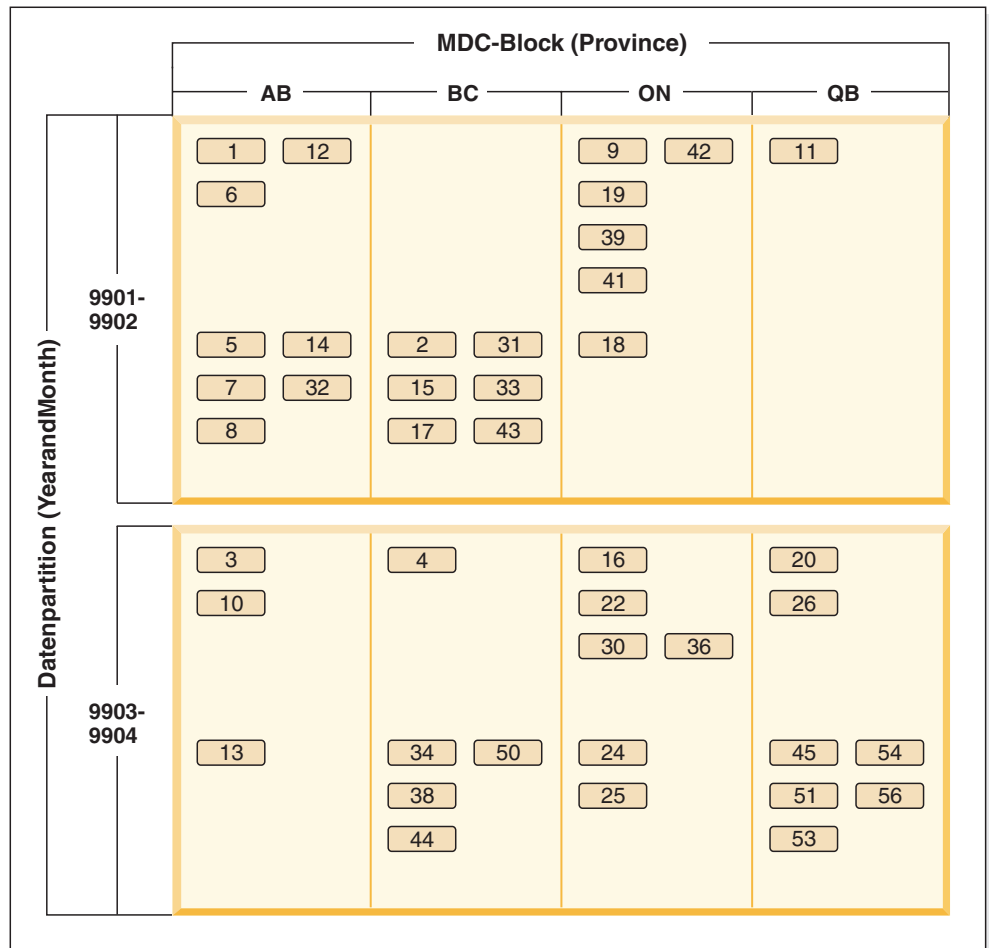 MDC-Block (Province)
AB BC ON QB
Datenpartition (YearandMonth)
9901-
9902
1 12 9 42 11
6 19
39
41
5 14 2 31 18
7 32 15 33
8 17 43
9903-
9904
3 4 16 20
10 22 26
30 36
13 34 50 24 45 54
38 25 51 56
44 53